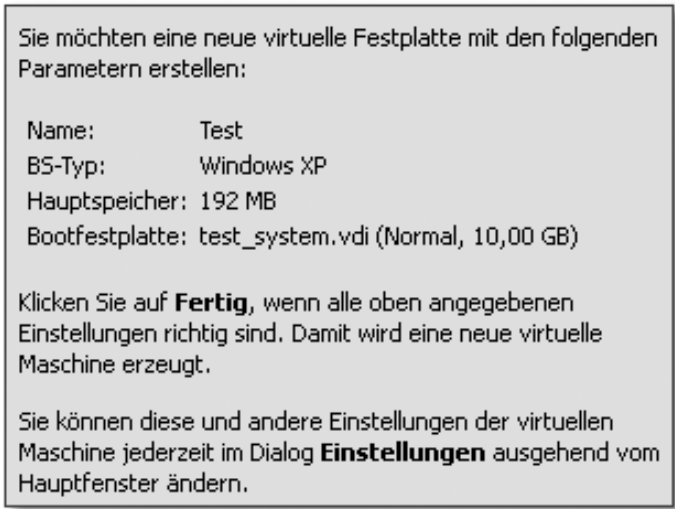 Sie möchten eine neue virtuelle Festplatte mit den folgenden
Parametern erstellen:
Name: Test
BS-Typ: Windows XP
Hauptspeicher: 192 MB
Bootfestplatte: test_system.vdi (Normal, 10,00 GB)
Klicken Sie auf Fertig, wenn alle oben angegebenen
Einstellungen richtig sind. Damit wird eine neue virtuelle
Maschine erzeugt.
Sie können diese und andere Einstellungen der virtuellen
Maschine jederzeit im Dialog Einstellungen ausgehend vom
Hauptfenster ändern.